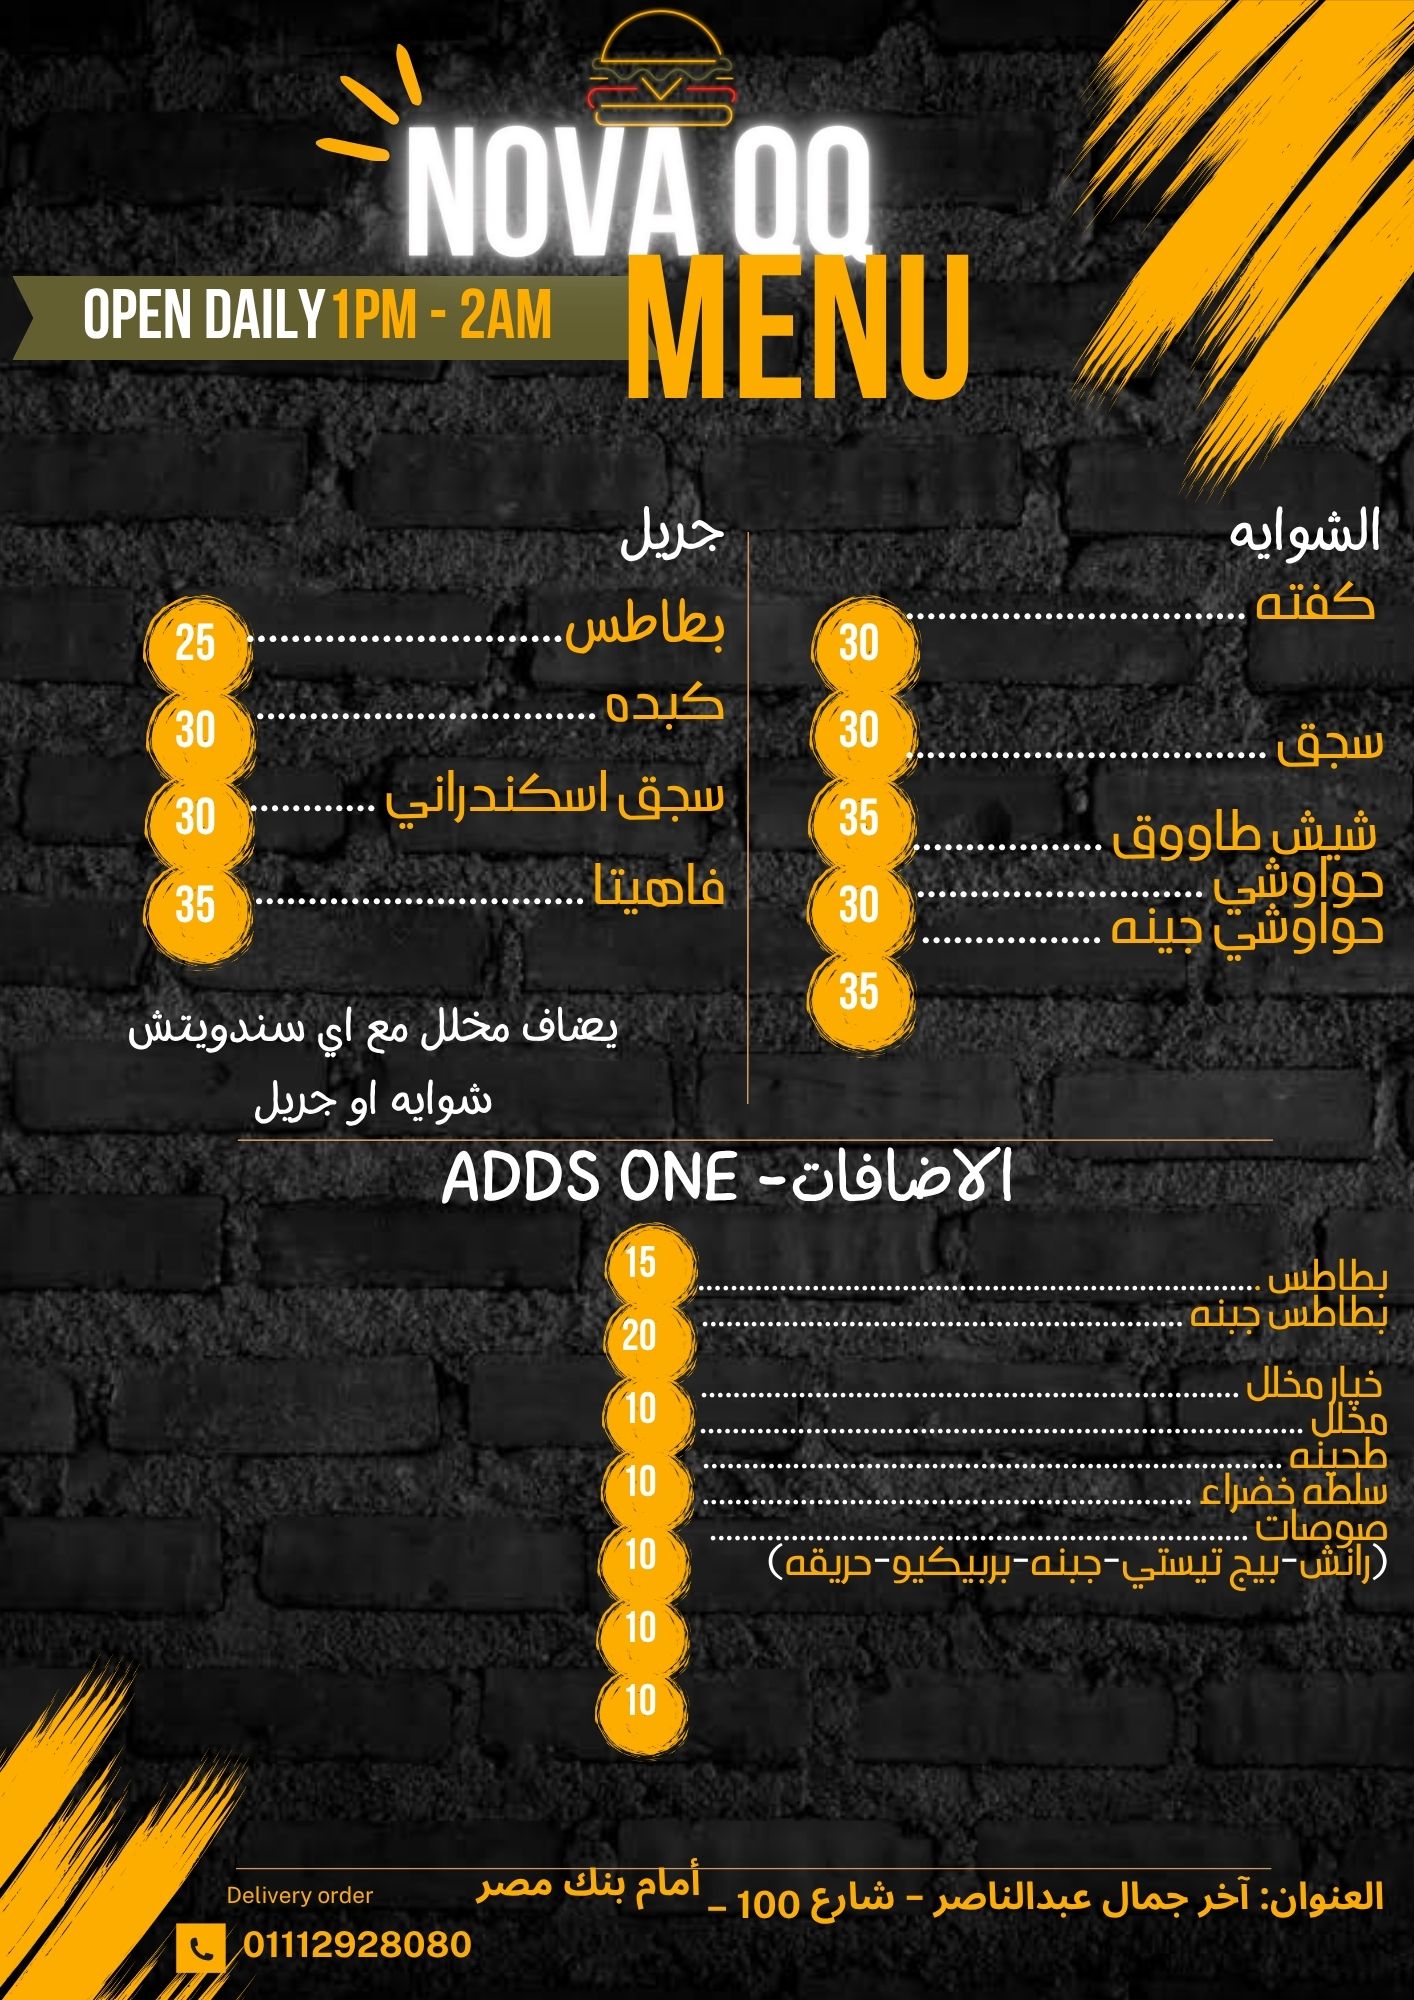 NOVA QQ
MENU
OPEN DAILY 1PM - 2AM
الشوايه
كفته .................................. 30
سجق .................................... 30
شيش طاووق ................... 35
حواوشي ............................. 30
حواوشي جينه .................. 35
جريل
بطاطس.............................. 25
كبده .................................. 30
سجق اسكندراني ............ 30
فاهيتا ................................ 35
يضاف مخلل مع اي سندويتش
شوايه او جريل
الاضافات- ADDS ONE
بطاطس ........................................................... 15
بطاطس جبنه .................................................. 20
خيار مخلل ........................................................ 10
مخلل ............................................................... 10
طحينه ............................................................. 10
سلطه خضراء ................................................... 10
صوصات ......................................................... 10
(رانش-بيج تيستي-جبنه-بربيكيو-حريقه)
العنوان: آخر جمال عبدالناصر - شارع 100 - أمام بنك مصر
Delivery order
01112928080